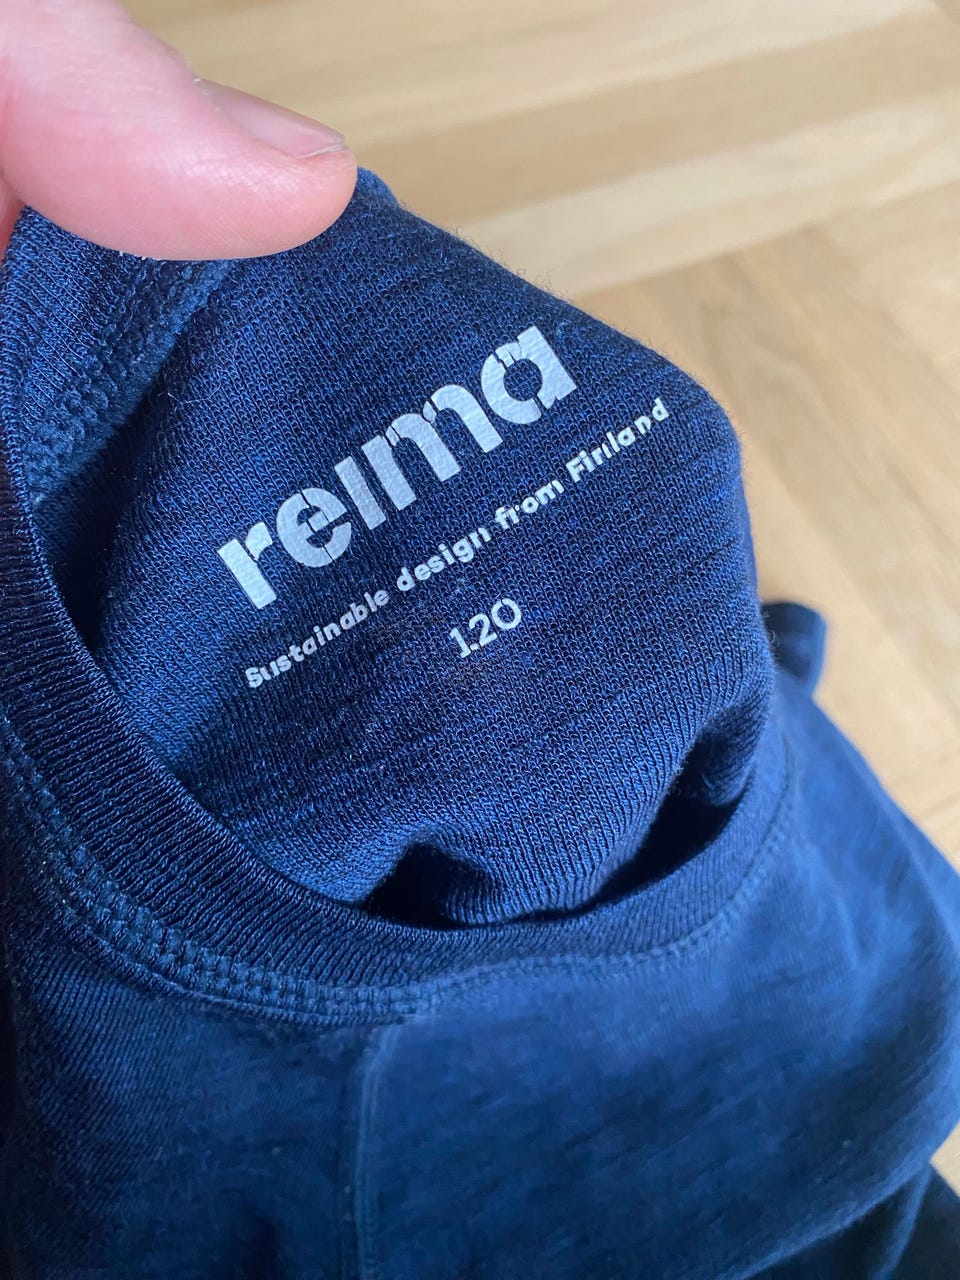 reima
Sustainable design from Finland
120